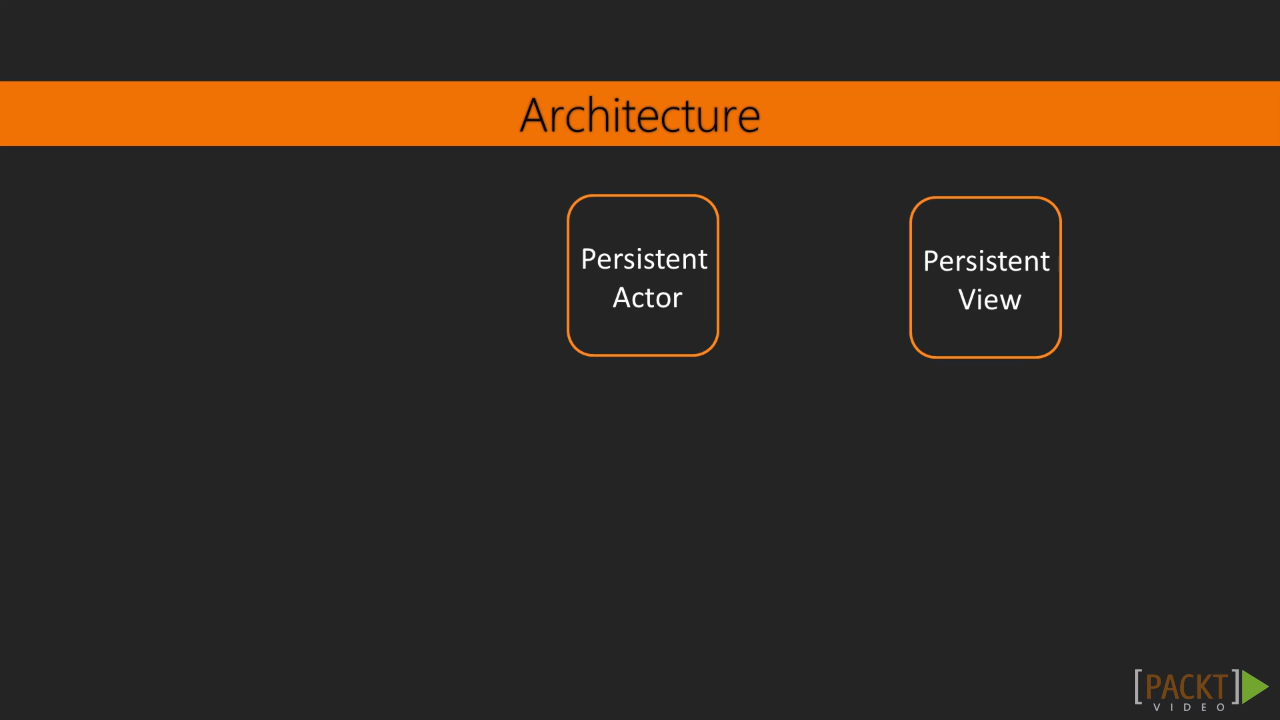 Architecture
Persistent
Actor
Persistent
View
[PACKT]
VIDEO